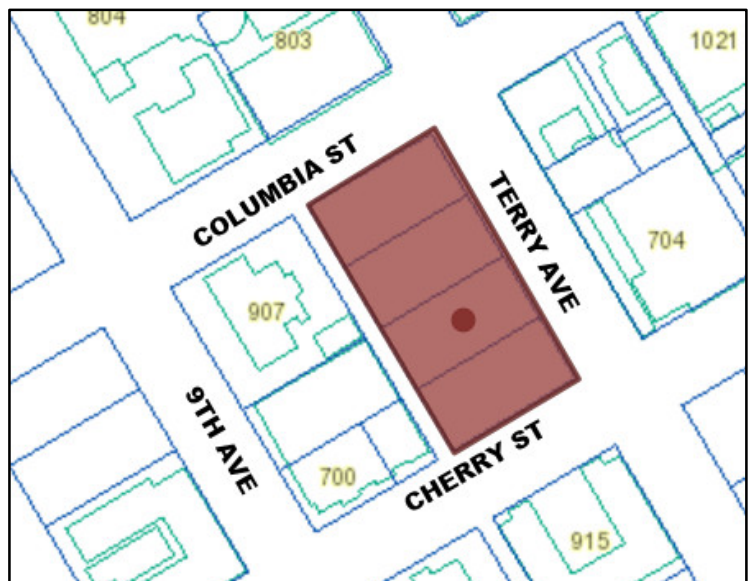 804
803
1021
COLUMBIA ST
TERRY AVE
704
907
9TH AVE
700
CHERRY ST
915